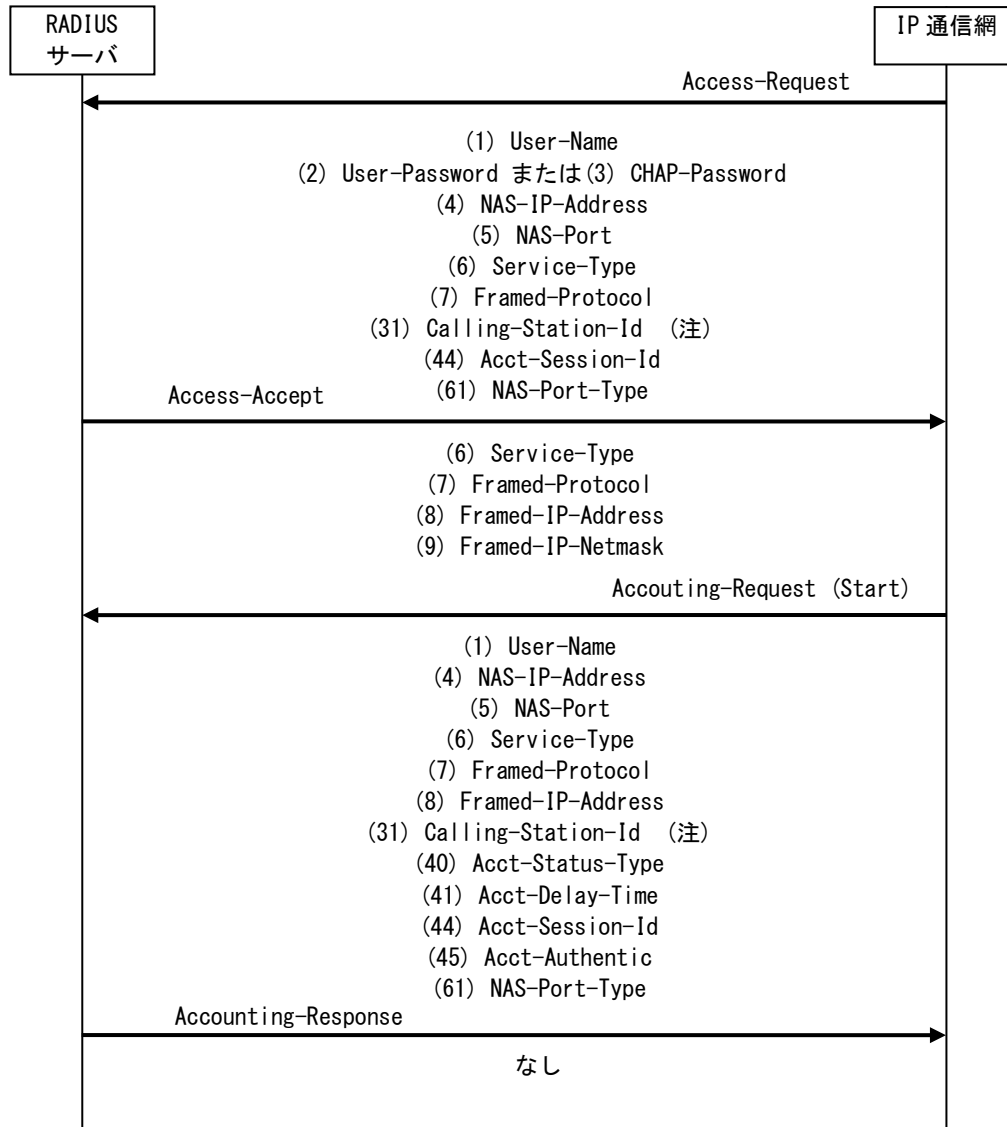 RADIUS
サーバ
IP 通信網
Access-Request
(1) User-Name
(2) User-Password または(3) CHAP-Password
(4) NAS-IP-Address
(5) NAS-Port
(6) Service-Type
(7) Framed-Protocol
(31) Calling-Station-Id （注）
(44) Acct-Session-Id
(61) NAS-Port-Type
Access-Accept
(6) Service-Type
(7) Framed-Protocol
(8) Framed-IP-Address
(9) Framed-IP-Netmask
Accouting-Request (Start)
(1) User-Name
(4) NAS-IP-Address
(5) NAS-Port
(6) Service-Type
(7) Framed-Protocol
(8) Framed-IP-Address
(31) Calling-Station-Id （注）
(40) Acct-Status-Type
(41) Acct-Delay-Time
(44) Acct-Session-Id
(45) Acct-Authentic
(61) NAS-Port-Type
Accounting-Response
なし